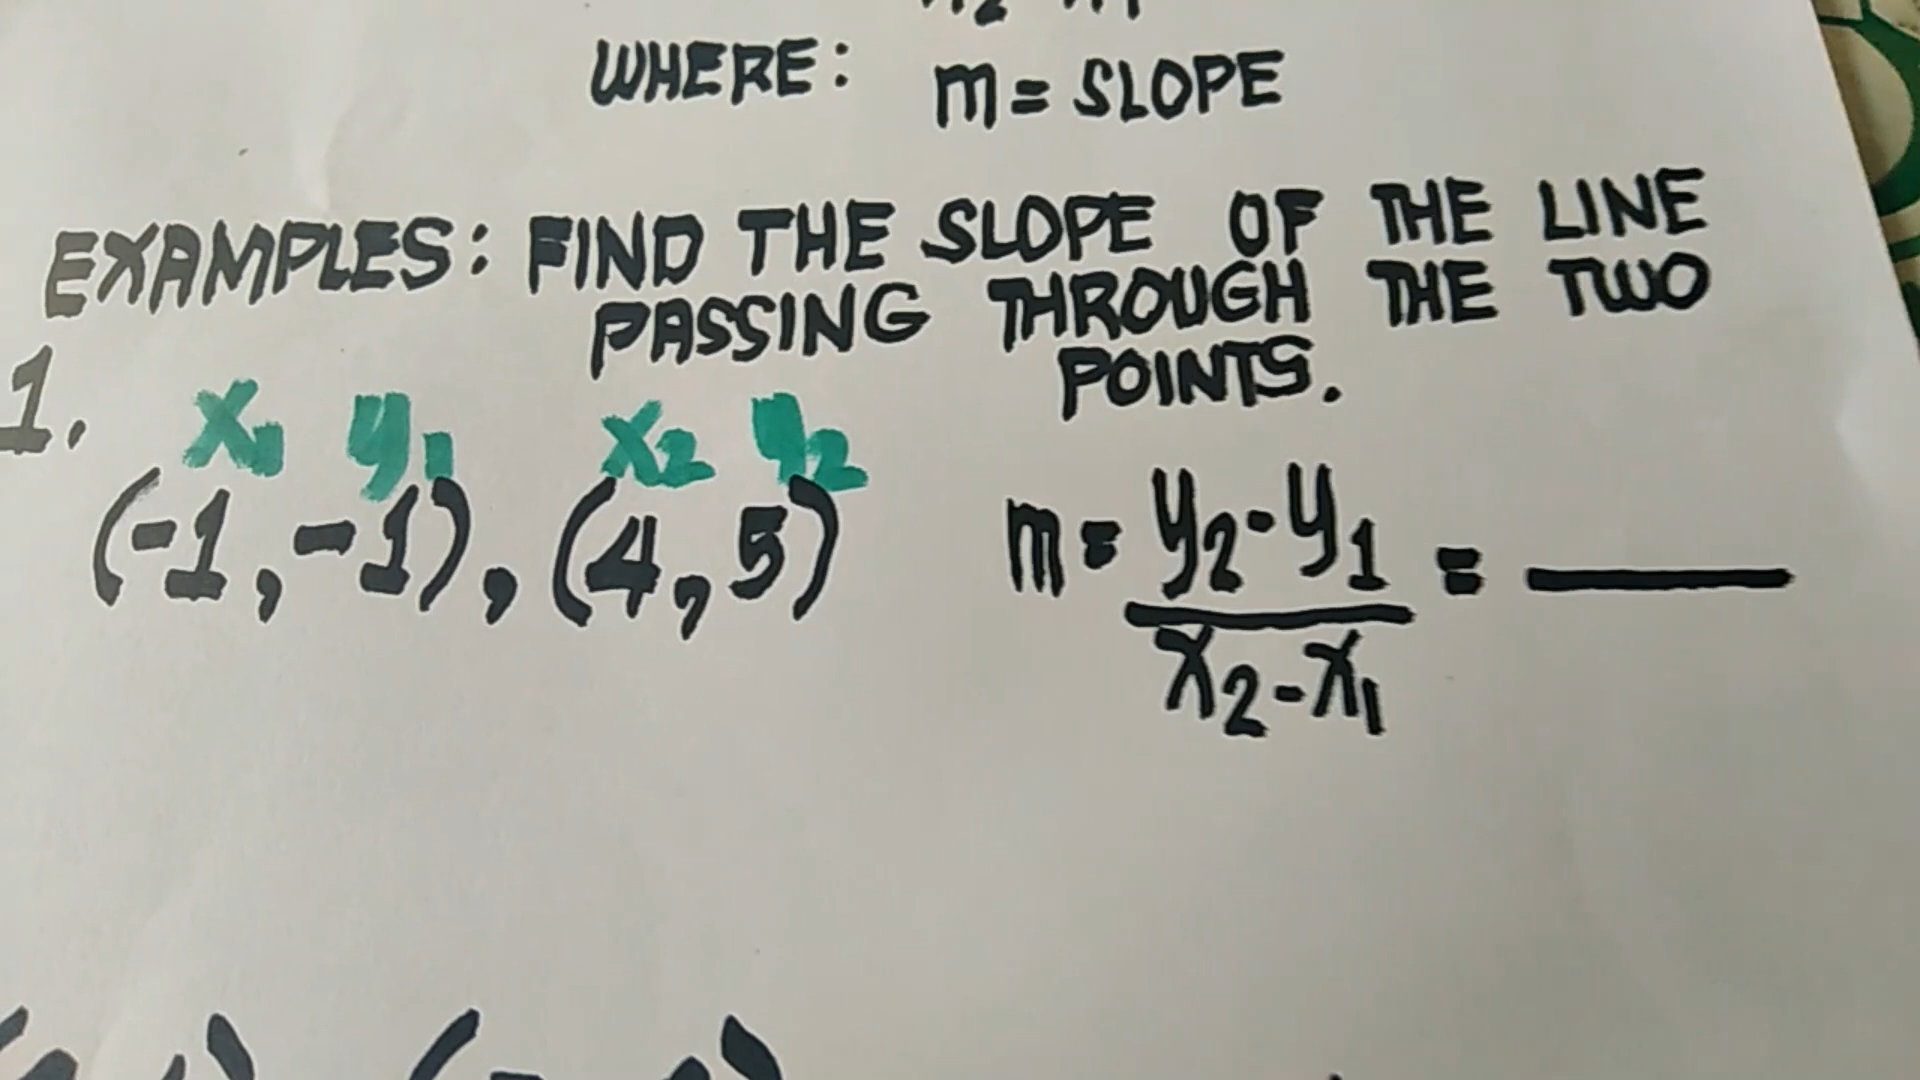 WHERE: m = SLOPE
EXAMPLES: FIND THE SLOPE OF THE LINE
PASSING THROUGH THE TWO
POINTS.
1. x1 y1 x2 y2
(-1,-1), (4,5) m = y2-y1 = ___
x2-x1